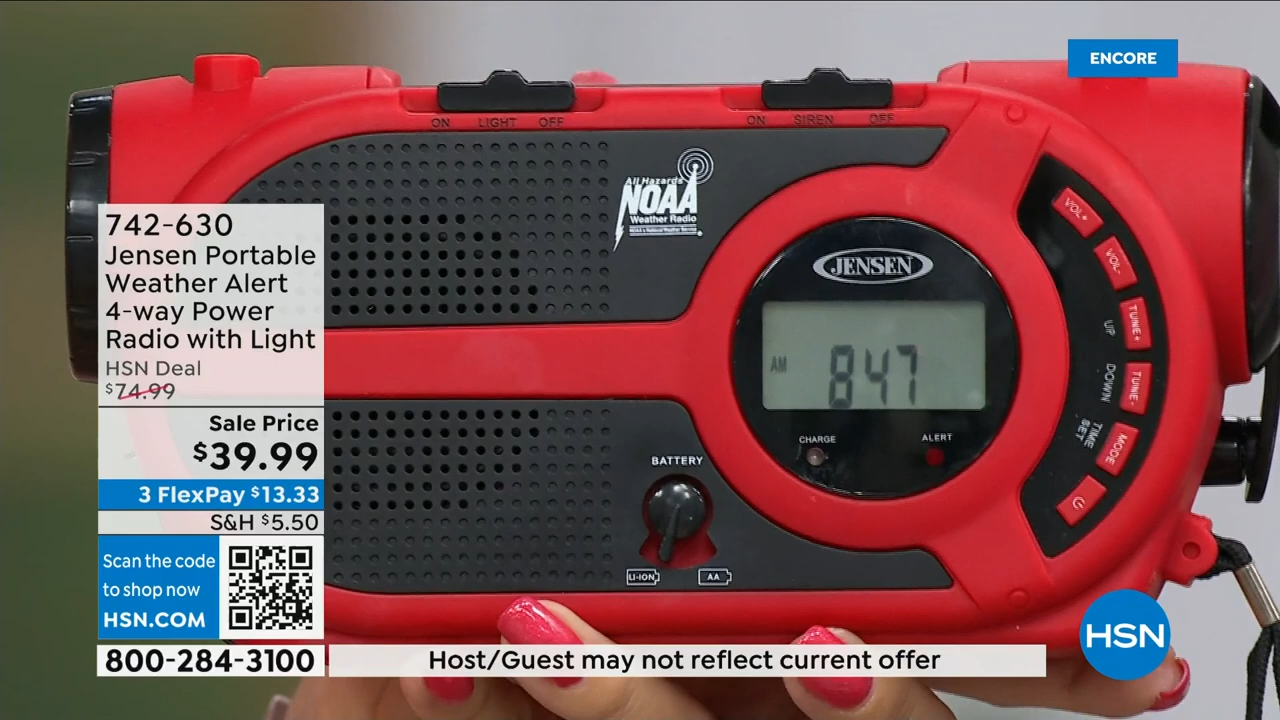 ENCORE
ON LIGHT OFF
ON SIREN OFF
All Hazards
NOAA
Weather Radio
VOL+
VOL-
TUNE+
UP
TUNE-
DOWN
MODE
TIME SET
JENSEN
AM 847
CHARGE
ALERT
BATTERY
LI-ION
AA
742-630
Jensen Portable
Weather Alert
4-way Power
Radio with Light
HSN Deal
$74.99
Sale Price
$39.99
3 FlexPay $13.33
S&H $5.50
Scan the code
to shop now
HSN.COM
800-284-3100
Host/Guest may not reflect current offer
HSN